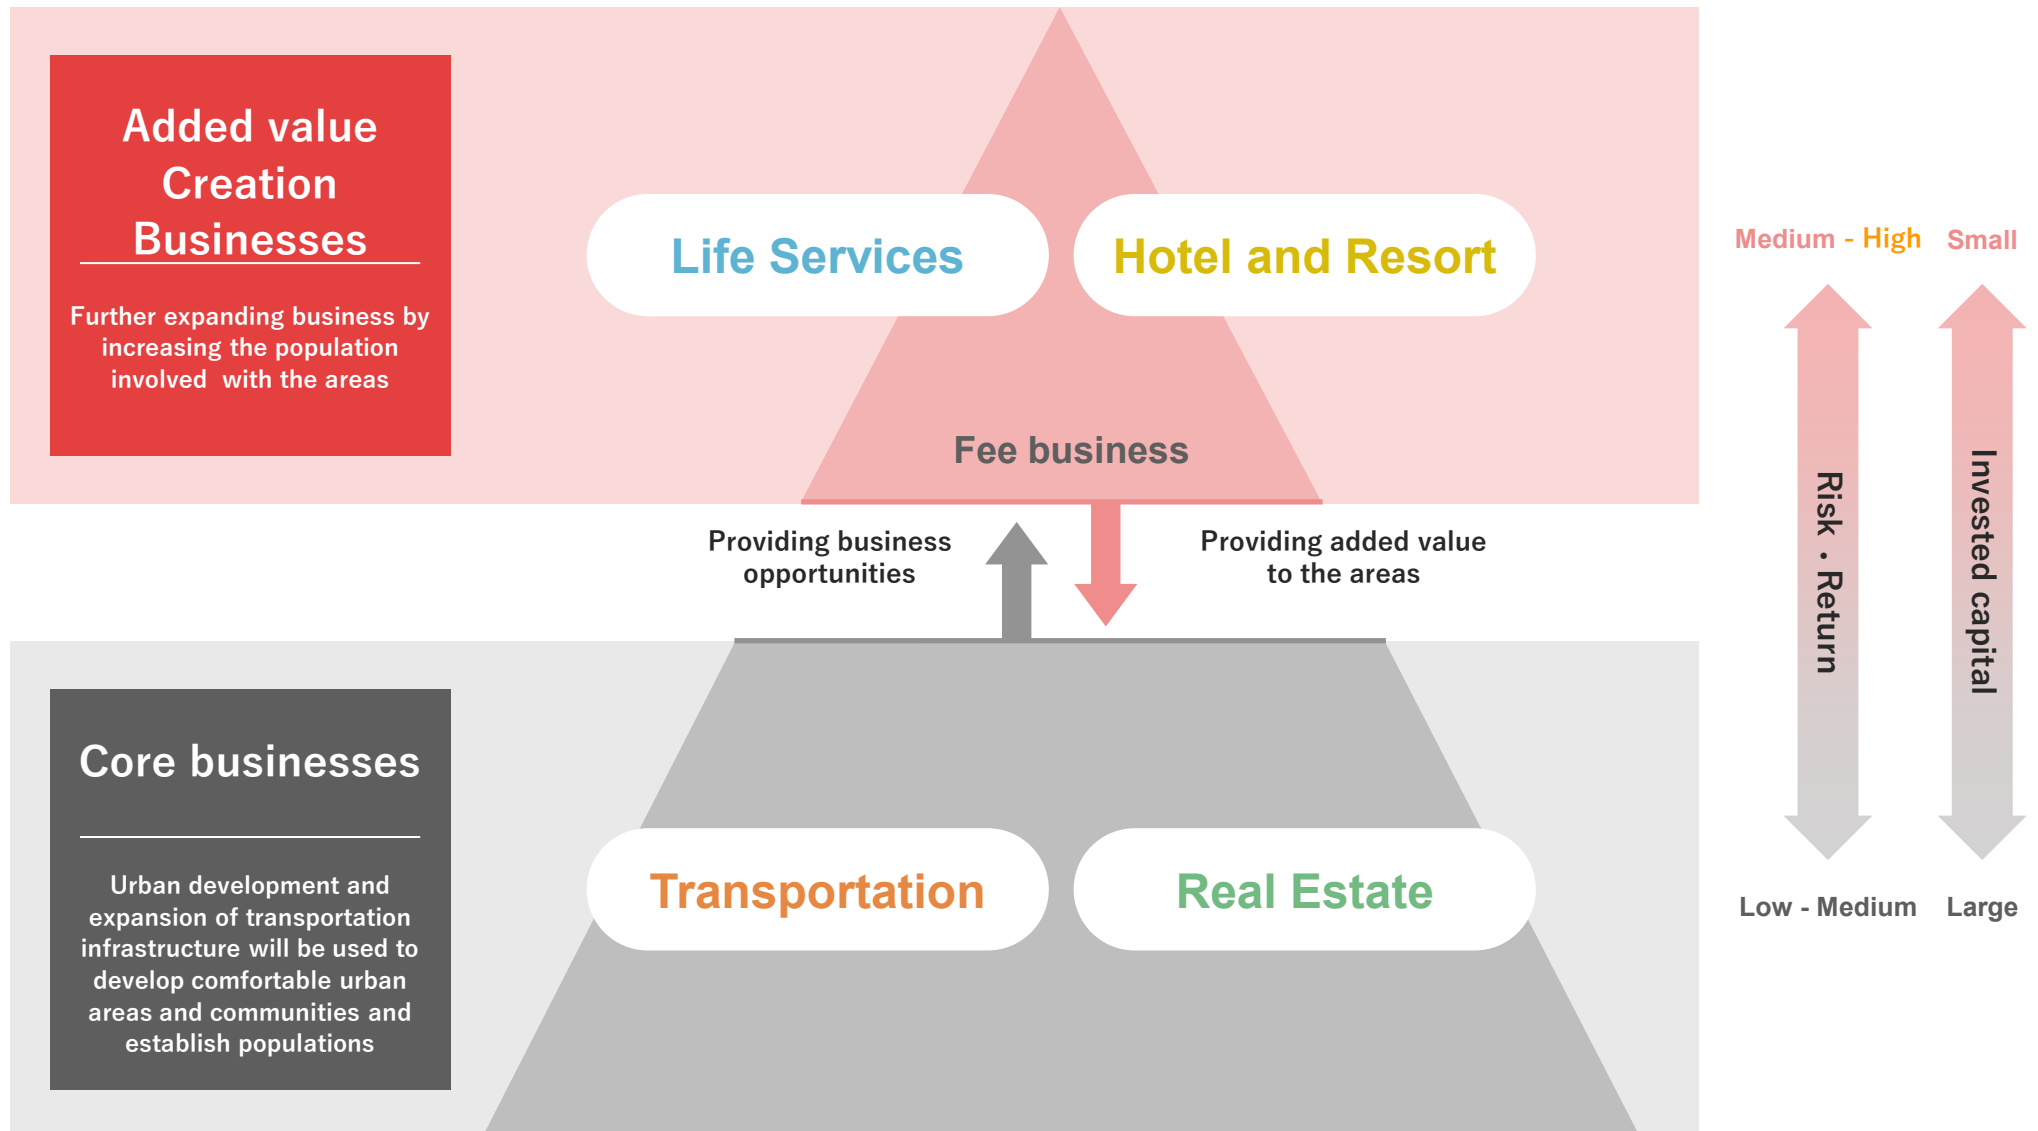 Added value
Creation
Businesses
Further expanding business by
increasing the population
involved with the areas
Life Services
Hotel and Resort
Fee business
Providing business
opportunities
Providing added value
to the areas
Core businesses
Urban development and
expansion of transportation
infrastructure will be used to
develop comfortable urban
areas and communities and
establish populations
Transportation
Real Estate
Medium - High
Small
Risk・Return
Invested capital
Low - Medium
Large